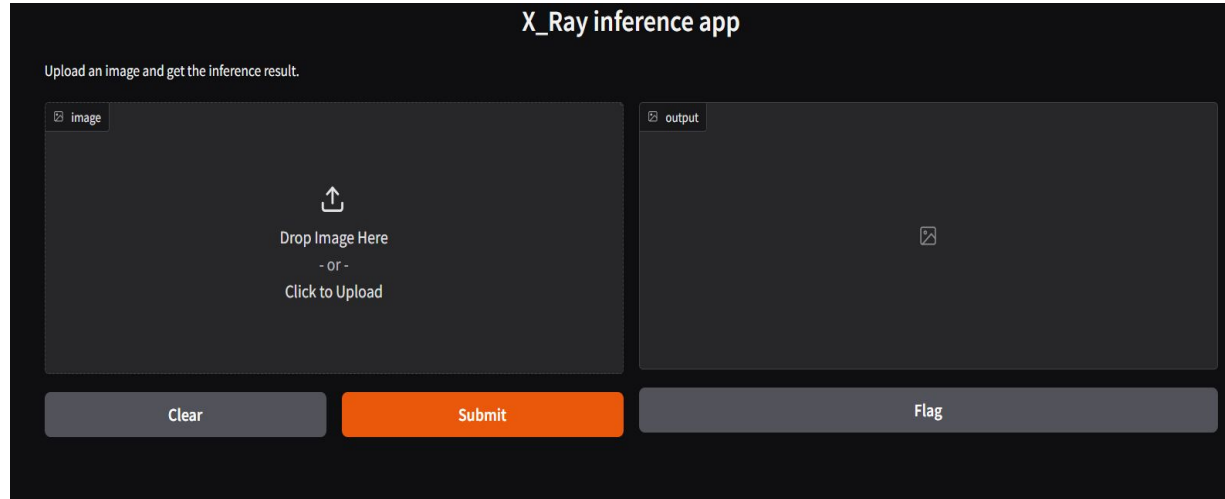 X_Ray inference app
Upload an image and get the inference result.
image
Drop Image Here
- or -
Click to Upload
Clear
Submit
output
Flag